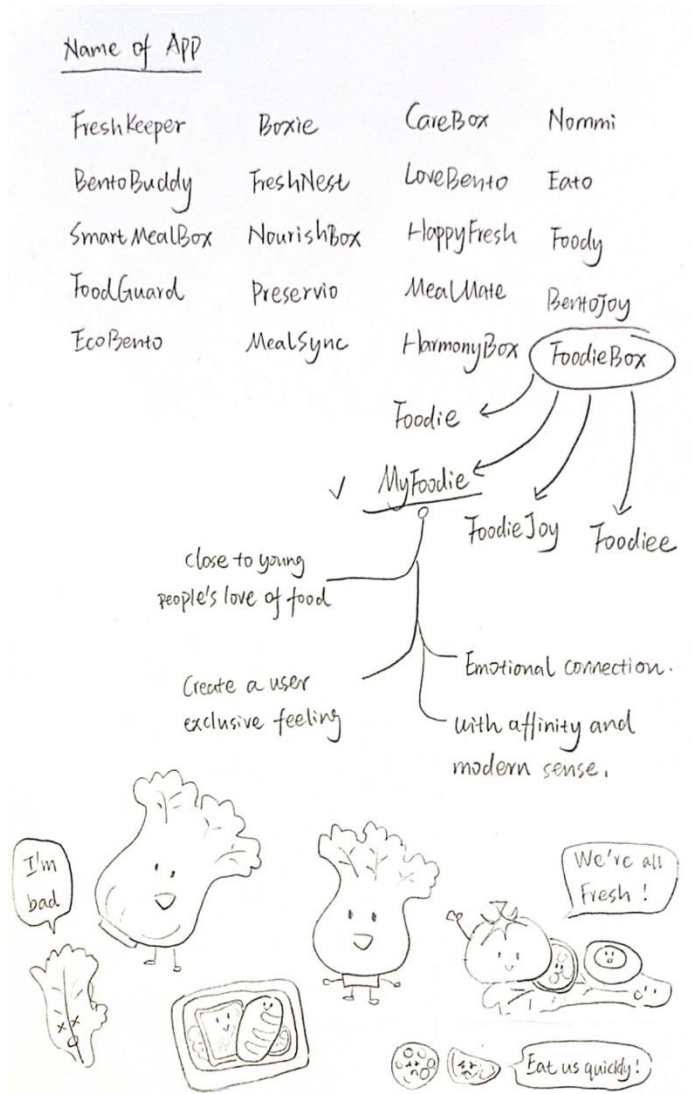 Name of App
FreshKeeper Boxie CareBox Nommi
BentoBuddy FreshNest LoveBento Eato
SmartMealBox NourishBox HappyFresh Foody
FoodGuard Preservio MealMate BentoJoy
EcoBento MealSync HarmonyBox FoodieBox
Foodie
MyFoodie
FoodieJoy Foodiee
Close to young
people's love of food
Create a user
exclusive feeling
Emotional connection.
with affinity and
modern sense.
I'm
bad
We're all
Fresh!
Eat us quickly!